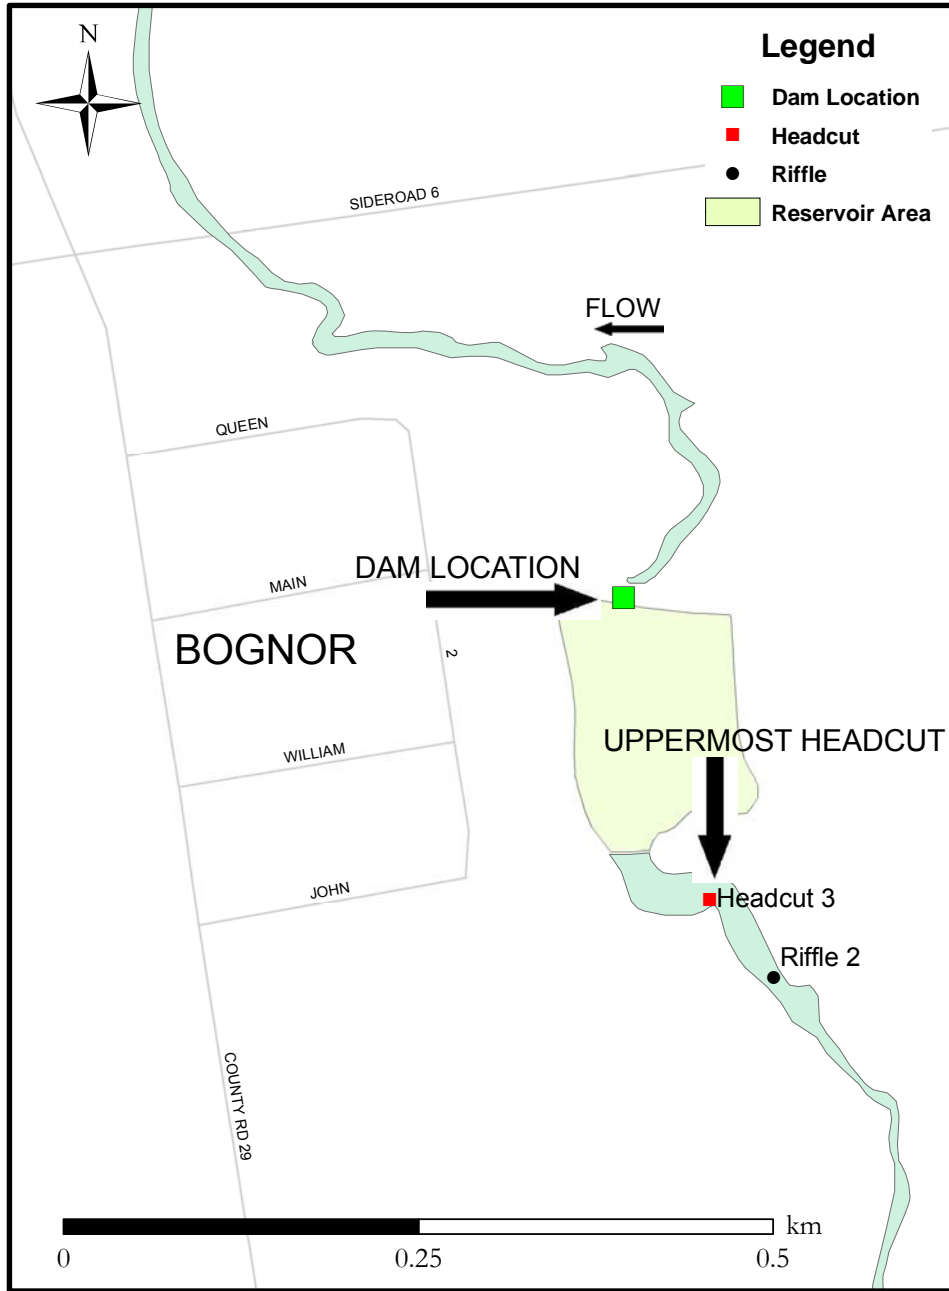 N
Legend
Dam Location
Headcut
Riffle
Reservoir Area
SIDEROAD 6
FLOW
QUEEN
DAM LOCATION
MAIN
BOGNOR
2
UPPERMOST HEADCUT
WILLIAM
JOHN
Headcut 3
Riffle 2
COUNTY RD 29
km
0
0.25
0.5